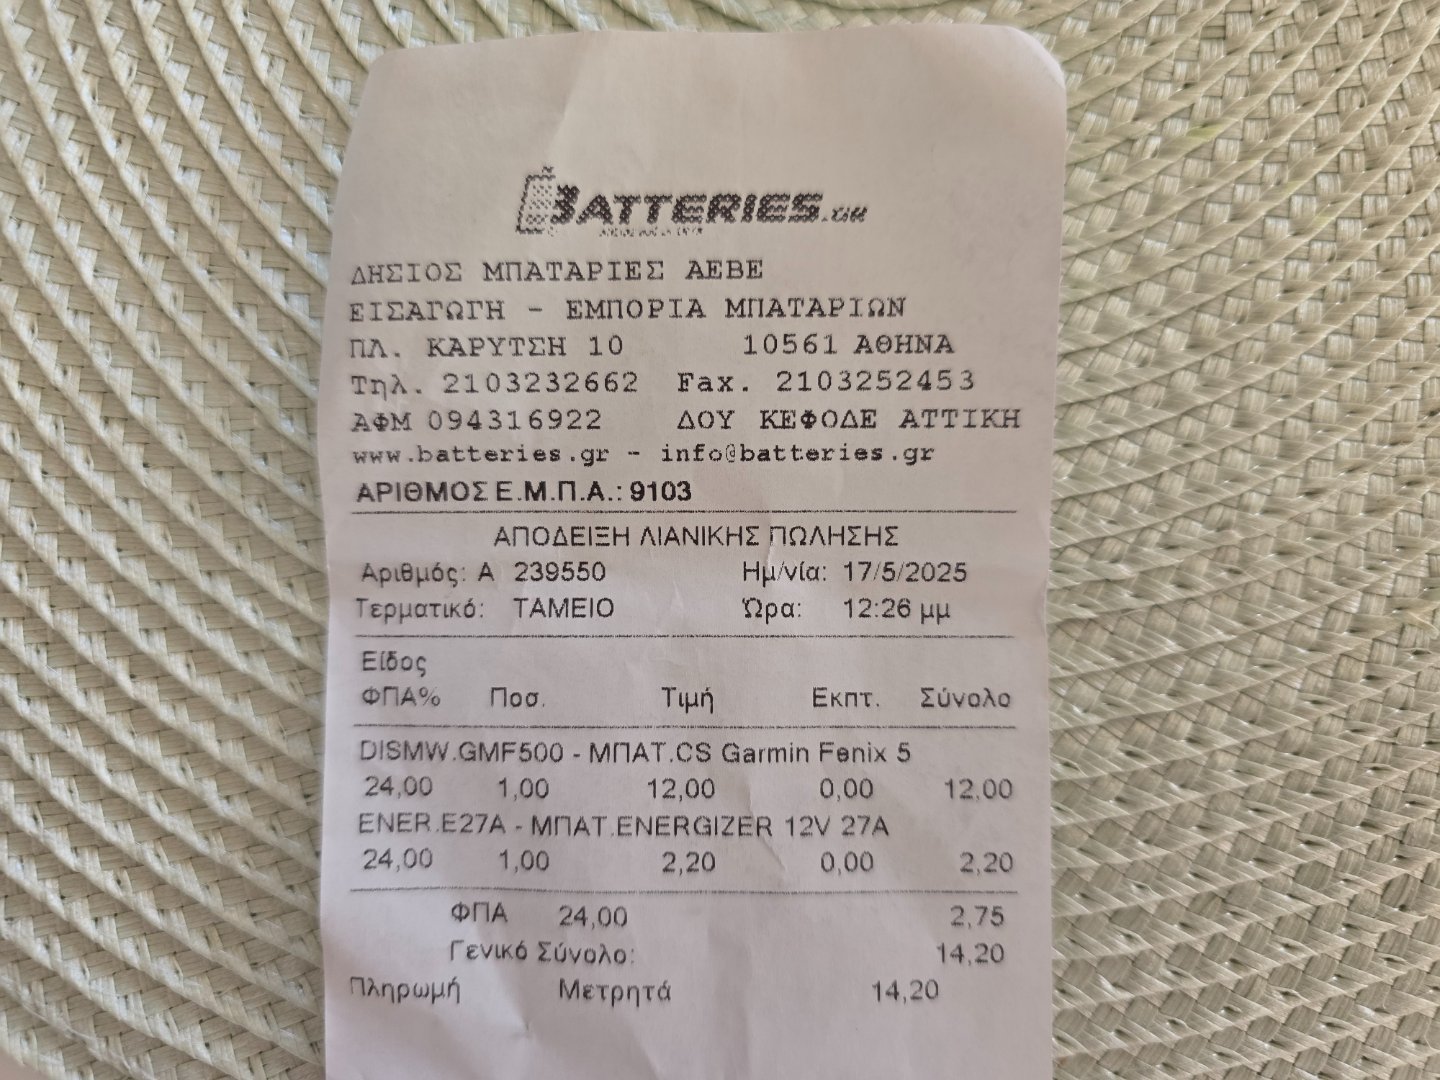 BATTERIES.GR
ΔΗΣΙΟΣ ΜΠΑΤΑΡΙΕΣ ΑΕΒΕ
ΕΙΣΑΓΩΓΗ - ΕΜΠΟΡΙΑ ΜΠΑΤΑΡΙΩΝ
ΠΛ. ΚΑΡΥΤΣΗ 10 10561 ΑΘΗΝΑ
Τηλ. 2103232662 Fax. 2103252453
ΑΦΜ 094316922 ΔΟΥ ΚΕΦΟΔΕ ΑΤΤΙΚΗ
www.batteries.gr - info@batteries.gr
ΑΡΙΘΜΟΣ Ε.Μ.Π.Α.: 9103
ΑΠΟΔΕΙΞΗ ΛΙΑΝΙΚΗΣ ΠΩΛΗΣΗΣ
Αριθμός: Α 239550 Ημ/νία: 17/5/2025
Τερματικό: ΤΑΜΕΙΟ Ώρα: 12:26 μμ
Είδος
ΦΠΑ% Ποσ. Τιμή Εκπτ. Σύνολο
DISMW.GMF500 - ΜΠΑΤ.CS Garmin Fenix 5
24,00 1,00 12,00 0,00 12,00
ENER.E27A - ΜΠΑΤ.ENERGIZER 12V 27A
24,00 1,00 2,20 0,00 2,20
ΦΠΑ 24,00 2,75
Γενικό Σύνολο: 14,20
Πληρωμή Μετρητά 14,20